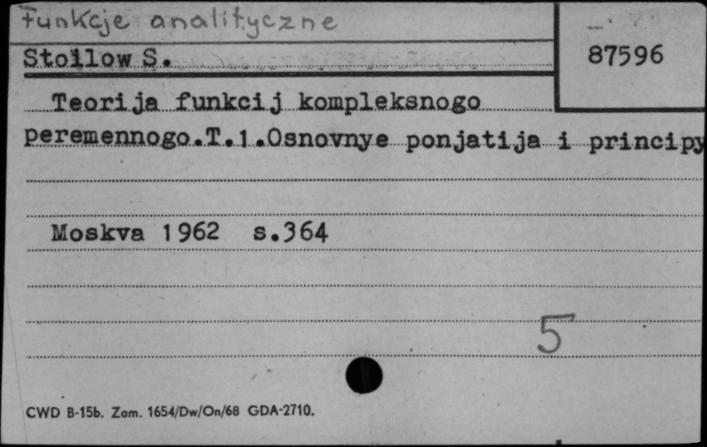 Funkcje analityczne
Stoilow S.
87596
Teorija funkcij kompleksnogo
peremennogo.T.1.Osnovnye ponjatija i principy
Moskva 1962 s.364
5
CWD B-15b. Zam. 1654/Dw/On/68 GDA-2710.